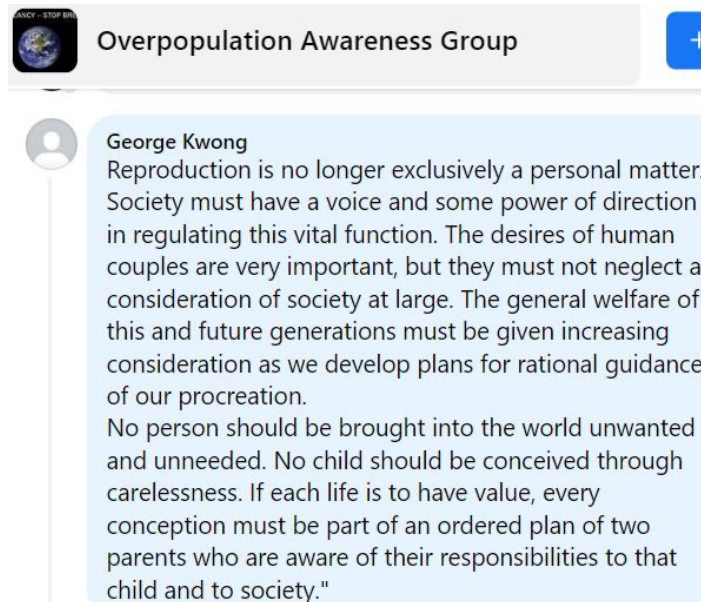 ANCY – STOP BRE
Overpopulation Awareness Group
+
George Kwong
Reproduction is no longer exclusively a personal matter.
Society must have a voice and some power of direction
in regulating this vital function. The desires of human
couples are very important, but they must not neglect a
consideration of society at large. The general welfare of
this and future generations must be given increasing
consideration as we develop plans for rational guidance
of our procreation.
No person should be brought into the world unwanted
and unneeded. No child should be conceived through
carelessness. If each life is to have value, every
conception must be part of an ordered plan of two
parents who are aware of their responsibilities to that
child and to society."